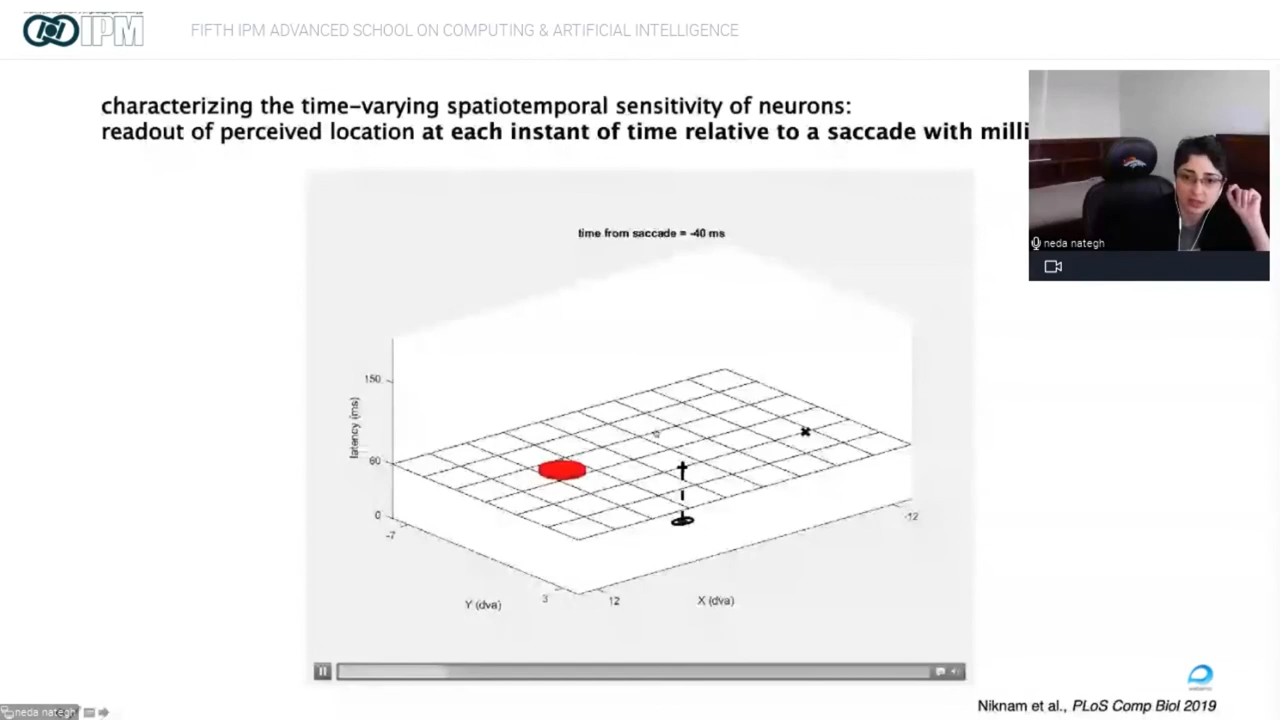 IPM
FIFTH IPM ADVANCED SCHOOL ON COMPUTING & ARTIFICIAL INTELLIGENCE
characterizing the time-varying spatiotemporal sensitivity of neurons:
readout of perceived location at each instant of time relative to a saccade with milli
neda nategh
time from saccade = -40 ms
150
60
0
latency (ms)
-7
3
Y (dva)
12
X (dva)
-12
Niknam et al., PLoS Comp Biol 2019
neda nategh